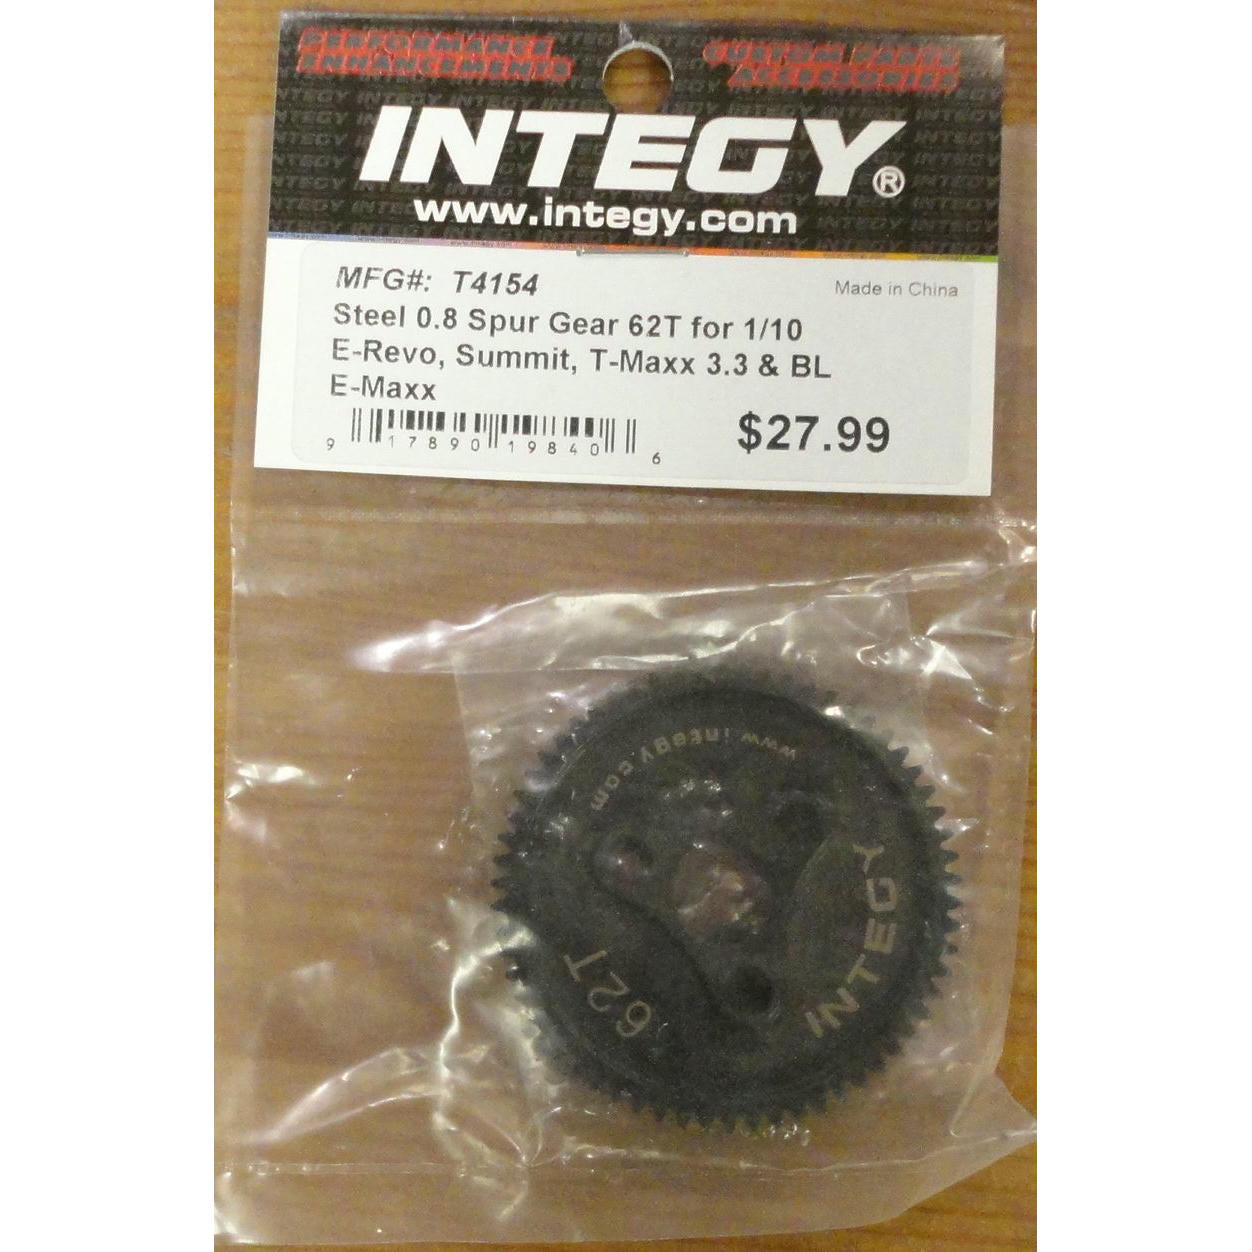 PERFORMANCE
ENHANCEMENTS
CUSTOM PARTS
ACCESSORIES
INTEGY®
www.integy.com
MFG#: T4154
Made in China
Steel 0.8 Spur Gear 62T for 1/10
E-Revo, Summit, T-Maxx 3.3 & BL
E-Maxx
$27.99
9 17890 19840 6
www.integy.com
INTEGY
62T